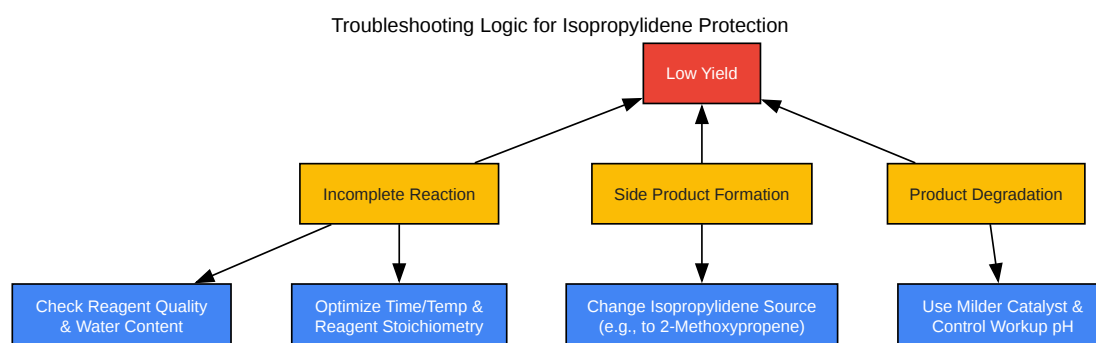 Troubleshooting Logic for Isopropylidene Protection
Low Yield
Incomplete Reaction
Side Product Formation
Product Degradation
Check Reagent Quality
& Water Content
Optimize Time/Temp &
Reagent Stoichiometry
Change Isopropylidene Source
(e.g., to 2-Methoxypropene)
Use Milder Catalyst &
Control Workup pH